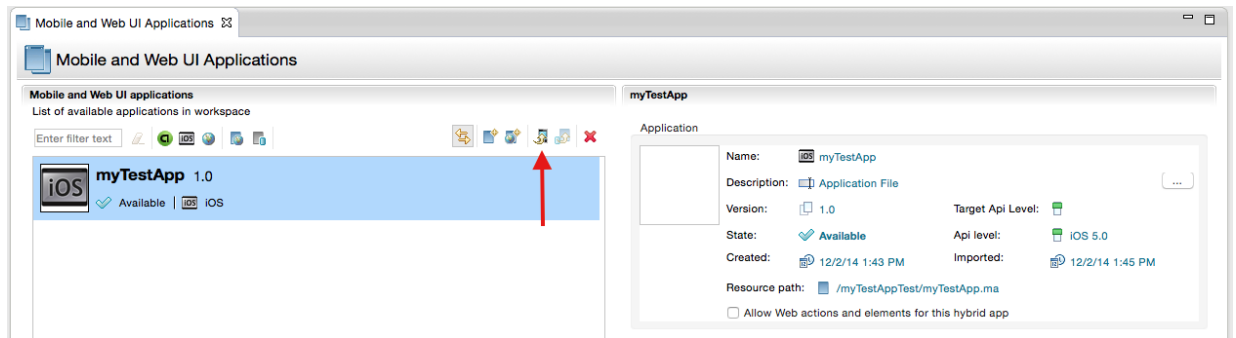 Mobile and Web UI Applications
Mobile and Web UI Applications
Mobile and Web UI applications
List of available applications in workspace
Enter filter text
iOS
myTestApp 1.0
iOS
Available | iOS iOS
myTestApp
Application
Name: iOS myTestApp
Description: Application File
...
Version: 1.0 Target Api Level:
State: Available Api level: iOS 5.0
Created: 12/2/14 1:43 PM Imported: 12/2/14 1:45 PM
Resource path: /myTestAppTest/myTestApp.ma
Allow Web actions and elements for this hybrid app